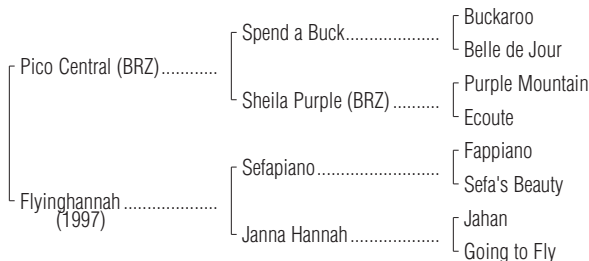 Buckaroo
Spend a Buck....................
Belle de Jour
Pico Central (BRZ)............
Purple Mountain
Sheila Purple (BRZ) ..........
Ecoute
Fappiano
Sefapiano..........................
Sefa's Beauty
Flyinghannah....................
(1997)
Jahan
Janna Hannah...................
Going to Fly